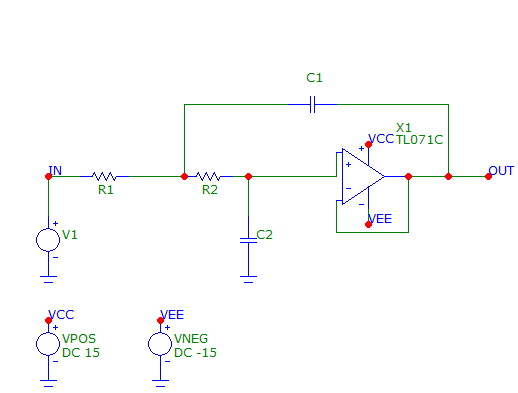 C1
X1
VCC TL071C
IN
OUT
R1
R2
VEE
V1
C2
VCC
VEE
VPOS
DC 15
VNEG
DC -15